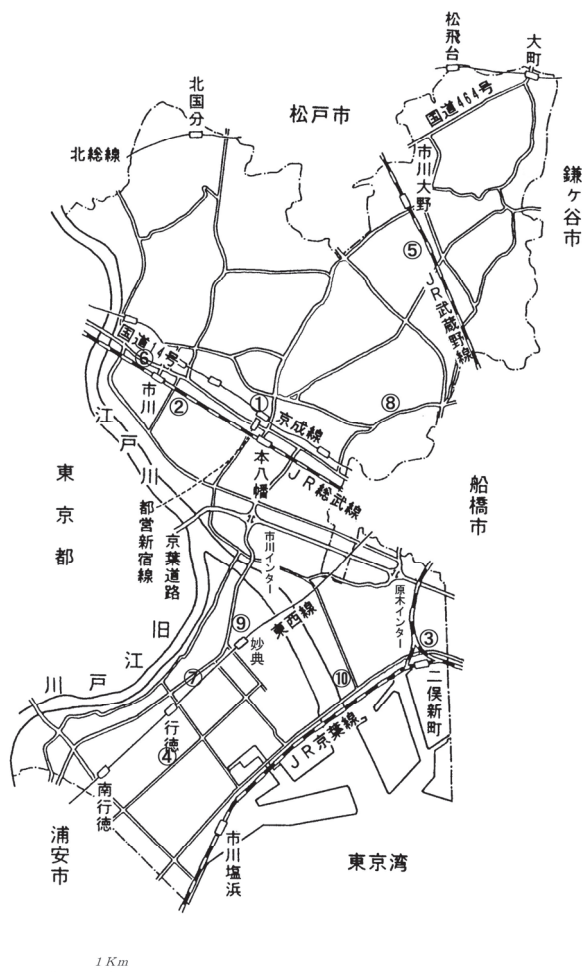 松飛台
大町
北国分
国道464号
松戸市
北総線
市川大野
鎌ヶ谷市
⑤
JR武蔵野線
国道14号
⑥
市川
②
①
京成線
⑧
江戸川
本八幡
JR総武線
船橋市
東京都
都営新宿線
京葉道路
市川インター
原木インター
東西線
⑨
妙典
③
旧江戸川
⑦
⑩
二俣新町
行徳
④
JR京葉線
南行徳
浦安市
市川塩浜
東京湾
1Km